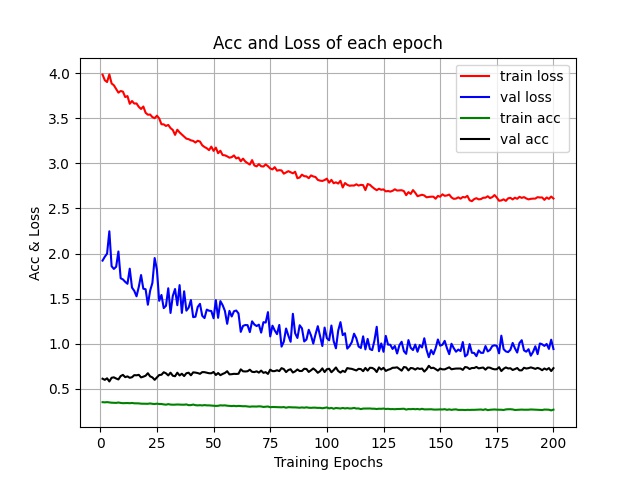 Acc and Loss of each epoch
train loss
val loss
train acc
val acc
4.0
3.5
3.0
2.5
2.0
1.5
1.0
0.5
Acc & Loss
0 25 50 75 100 125 150 175 200
Training Epochs